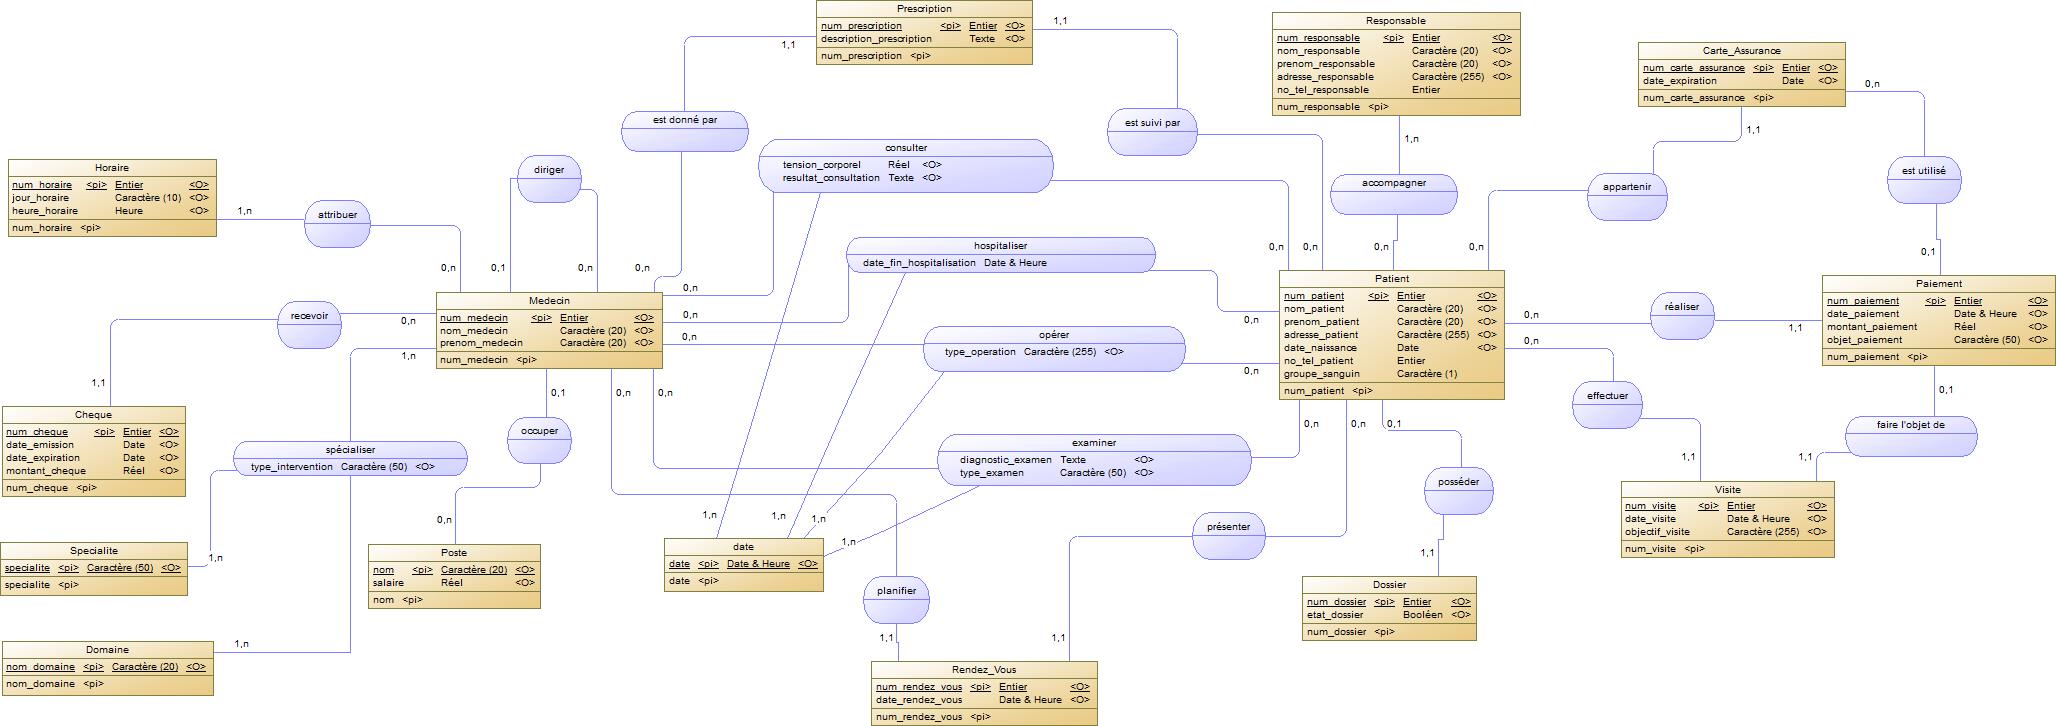 Prescription
num_prescription <pi> Entier <O>
description_prescription Texte <O>
num_prescription <pi>
1,1
1,1
Responsable
num_responsable <pi> Entier <O>
nom_responsable Caractère (20) <O>
prenom_responsable Caractère (20) <O>
adresse_responsable Caractère (255) <O>
no_tel_responsable Entier
num_responsable <pi>
1,n
Carte_Assurance
num_carte_assurance <pi> Entier <O>
date_expiration Date <O>
num_carte_assurance <pi>
0,n
1,1
est donné par
est suivi par
consulter
tension_corporel Réel <O>
resultat_consultation Texte <O>
diriger
accompagner
appartenir
est utilisé
Horaire
num_horaire <pi> Entier <O>
jour_horaire Caractère (10) <O>
heure_horaire Heure <O>
num_horaire <pi>
1,n
attribuer
hospitaliser
date_fin_hospitalisation Date & Heure
0,n
0,1
0,n
0,n
0,n
0,n
0,n
0,n
0,n
0,1
Medecin
num_medecin <pi> Entier <O>
nom_medecin Caractère (20) <O>
prenom_medecin Caractère (20) <O>
num_medecin <pi>
0,n
0,n
0,n
Patient
num_patient <pi> Entier <O>
nom_patient Caractère (20) <O>
prenom_patient Caractère (20) <O>
adresse_patient Caractère (255) <O>
date_naissance Date <O>
no_tel_patient Entier
groupe_sanguin Caractère (1)
num_patient <pi>
0,n
0,n
Paiement
num_paiement <pi> Entier <O>
date_paiement Date & Heure <O>
montant_paiement Réel <O>
objet_paiement Caractère (50) <O>
num_paiement <pi>
réaliser
0,n
1,1
0,n
recevoir
0,n
1,1
opérer
type_operation Caractère (255) <O>
1,n
effectuer
0,1
faire l'objet de
1,1
1,1
Cheque
num_cheque <pi> Entier <O>
date_emission Date <O>
date_expiration Date <O>
montant_cheque Réel <O>
num_cheque <pi>
0,1
0,n
0,n
occuper
0,n
spécialiser
type_intervention Caractère (50) <O>
examiner
diagnostic_examen Texte <O>
type_examen Caractère (50) <O>
0,n
0,n
0,1
posséder
1,1
Visite
num_visite <pi> Entier <O>
date_visite Date & Heure <O>
objectif_visite Caractère (255) <O>
num_visite <pi>
1,n
1,n
1,n
1,n
présenter
1,1
Specialite
specialite <pi> Caractère (50) <O>
specialite <pi>
1,n
Poste
nom <pi> Caractère (20) <O>
salaire Réel <O>
nom <pi>
date
date <pi> Date & Heure <O>
date <pi>
planifier
1,1
Dossier
num_dossier <pi> Entier <O>
etat_dossier Booléen <O>
num_dossier <pi>
Domaine
nom_domaine <pi> Caractère (20) <O>
nom_domaine <pi>
1,n
Rendez_Vous
num_rendez_vous <pi> Entier <O>
date_rendez_vous Date & Heure <O>
num_rendez_vous <pi>